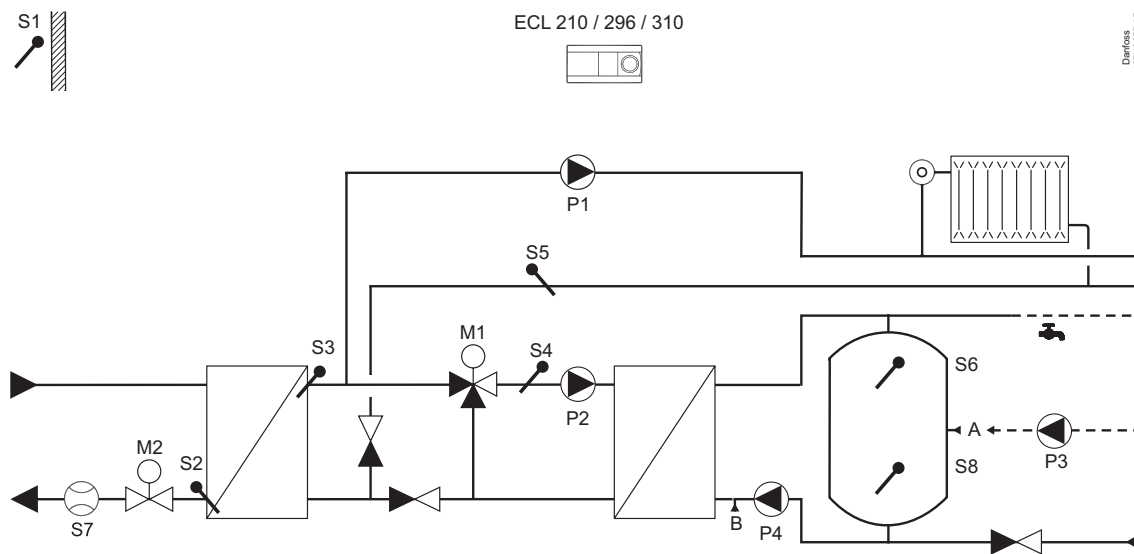 S1
ECL 210 / 296 / 310
Danfoss
P1
S5
M1
S3
S4
S6
P2
A
M2
S2
S8
P3
S7
B
P4